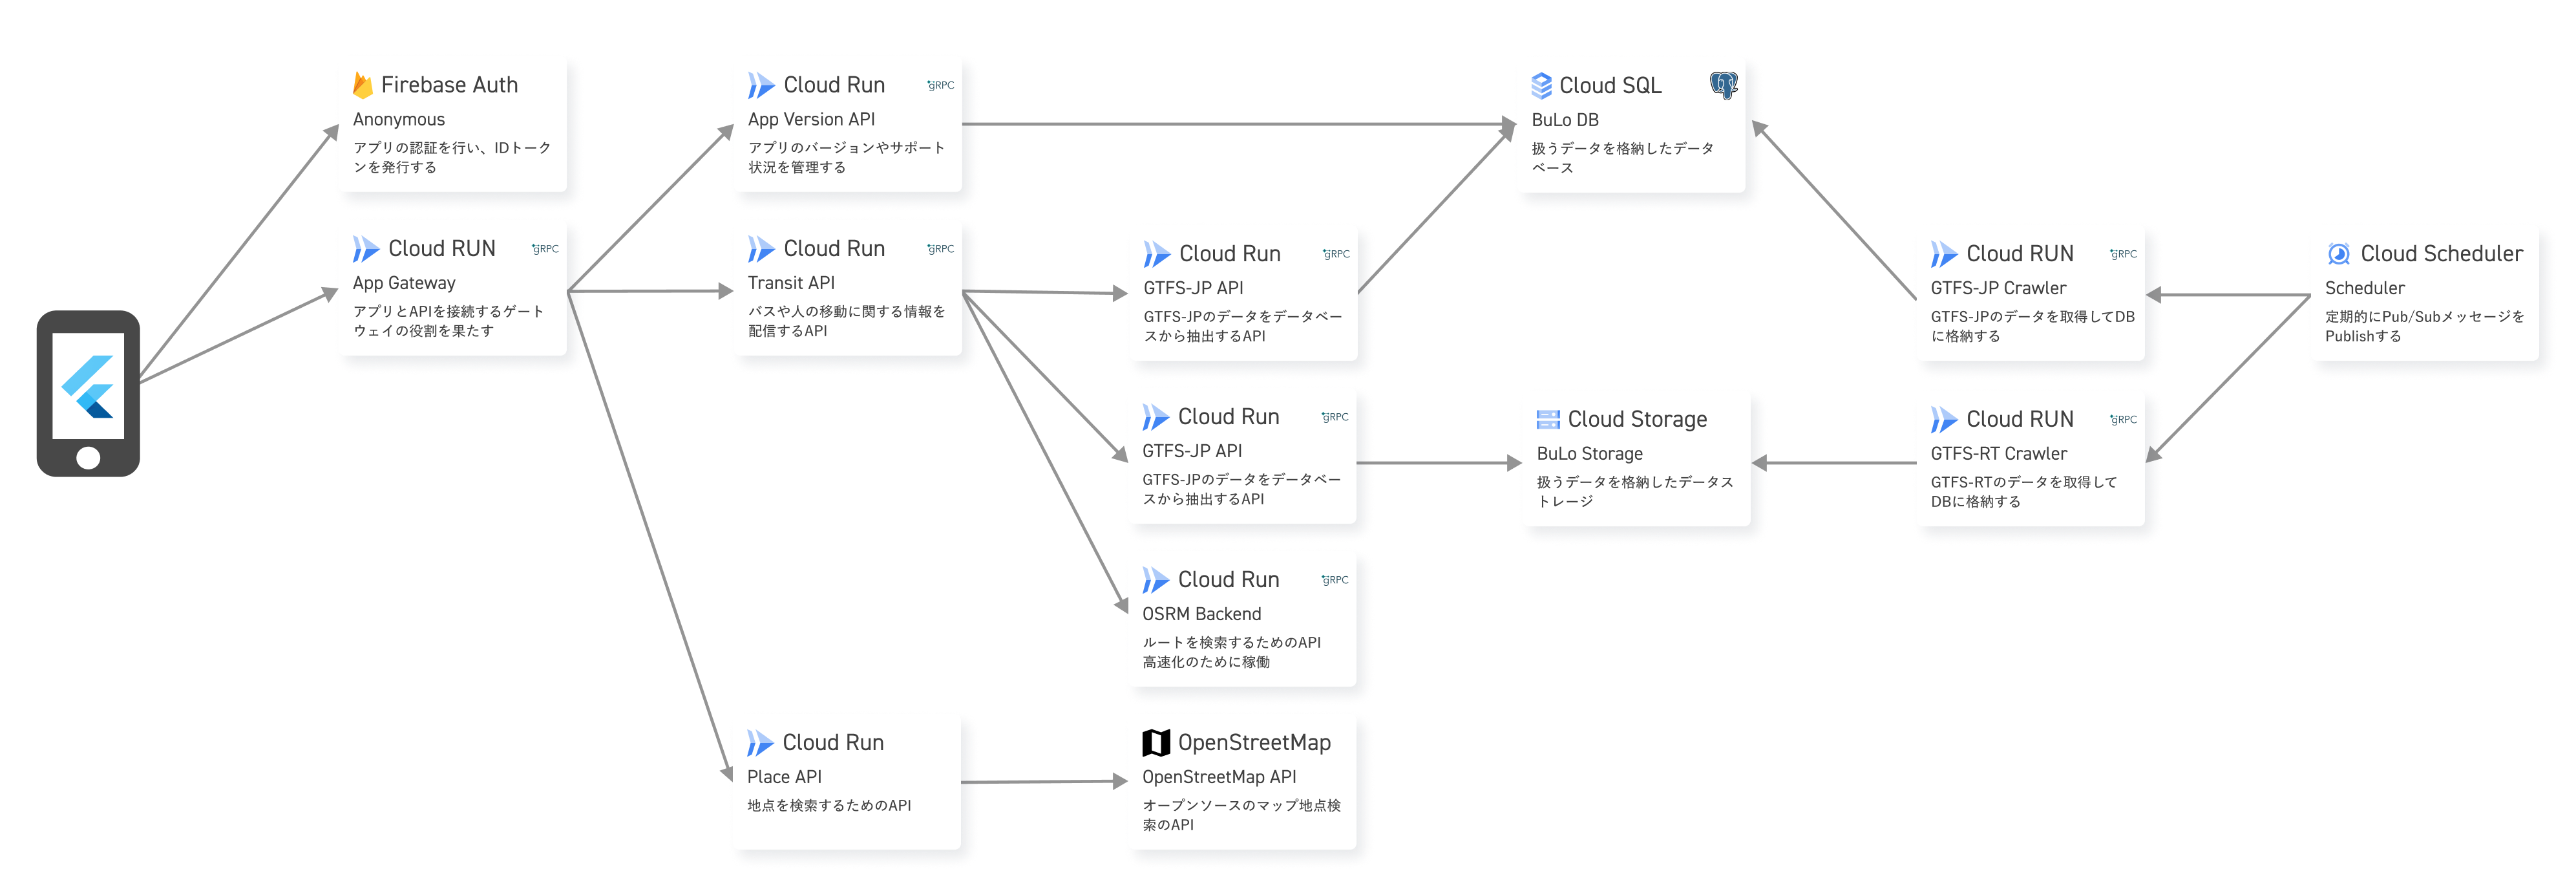 Firebase Auth
Anonymous
アプリの認証を行い、IDトーク
ンを発行する
Cloud RUN
gRPC
App Gateway
アプリとAPIを接続するゲート
ウェイの役割を果たす
Cloud Run
gRPC
App Version API
アプリのバージョンやサポート
状況を管理する
Cloud Run
gRPC
Transit API
バスや人の移動に関する情報を
配信するAPI
Cloud Run
Place API
地点を検索するためのAPI
Cloud Run
gRPC
GTFS-JP API
GTFS-JPのデータをデータベー
スから抽出するAPI
Cloud Run
gRPC
GTFS-JP API
GTFS-JPのデータをデータベー
スから抽出するAPI
Cloud Run
gRPC
OSRM Backend
ルートを検索するためのAPI
高速化のために稼働
OpenStreetMap
OpenStreetMap API
オープンソースのマップ地点検
索のAPI
Cloud SQL
BuLo DB
扱うデータを格納したデータ
ベース
Cloud Storage
BuLo Storage
扱うデータを格納したデータス
トレージ
Cloud RUN
gRPC
GTFS-JP Crawler
GTFS-JPのデータを取得してDB
に格納する
Cloud RUN
gRPC
GTFS-RT Crawler
GTFS-RTのデータを取得して
DBに格納する
Cloud Scheduler
Scheduler
定期的にPub/Subメッセージを
Publishする